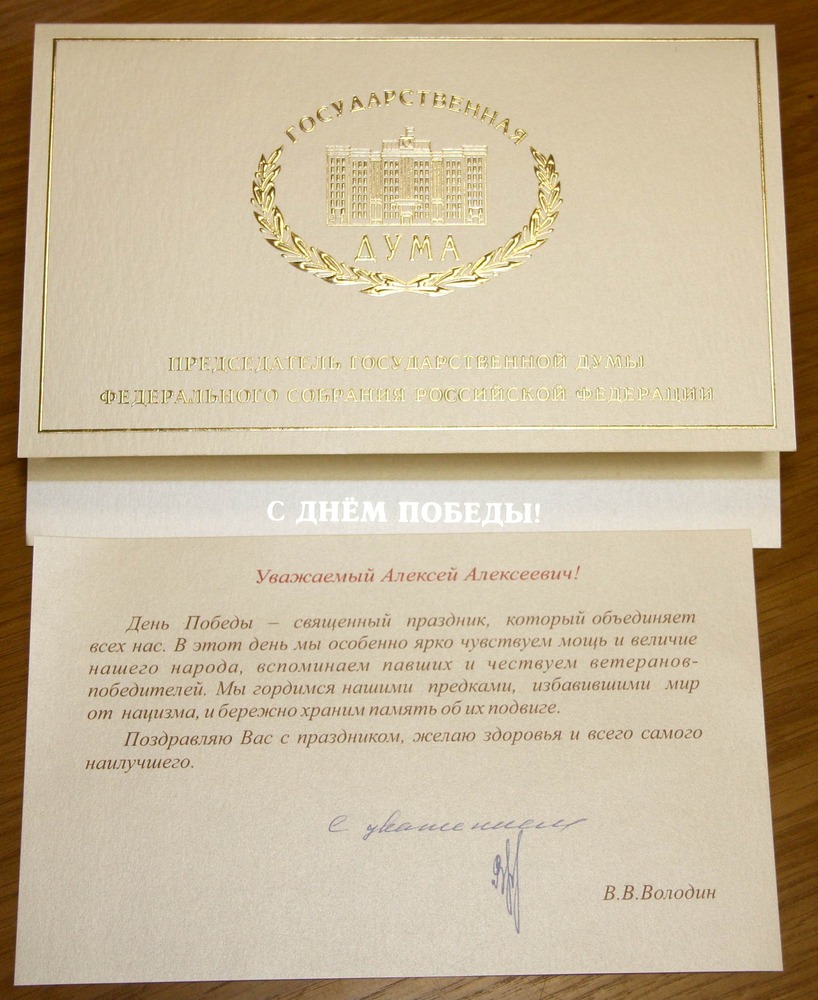 ГОСУДАРСТВЕННАЯ
ДУМА
ПРЕДСЕДАТЕЛЬ ГОСУДАРСТВЕННОЙ ДУМЫ
ФЕДЕРАЛЬНОГО СОБРАНИЯ РОССИЙСКОЙ ФЕДЕРАЦИИ
С ДНЁМ ПОБЕДЫ!
Уважаемый Алексей Алексеевич!
День Победы – священный праздник, который объединяет
всех нас. В этот день мы особенно ярко чувствуем мощь и величие
нашего народа, вспоминаем павших и чествуем ветеранов-
победителей. Мы гордимся нашими предками, избавившими мир
от нацизма, и бережно храним память об их подвиге.
Поздравляю Вас с праздником, желаю здоровья и всего самого
наилучшего.
С уважением
В.В.Володин